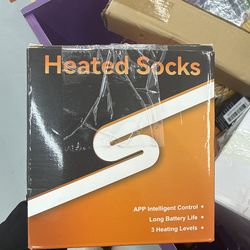 Heated Socks
APP Intelligent Control
Long Battery Life
3 Heating Levels